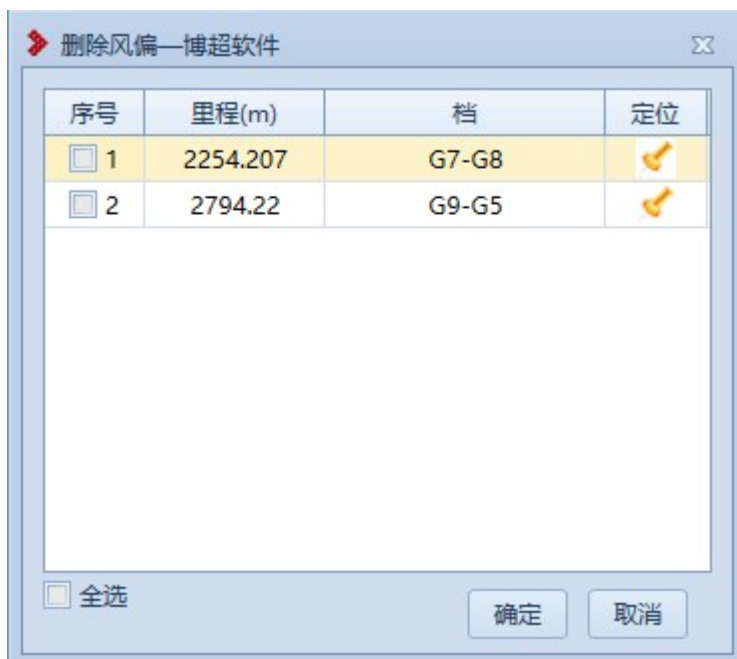 删除风偏—博超软件
序号 里程(m) 档 定位
1 2254.207 G7-G8
2 2794.22 G9-G5
全选 确定 取消